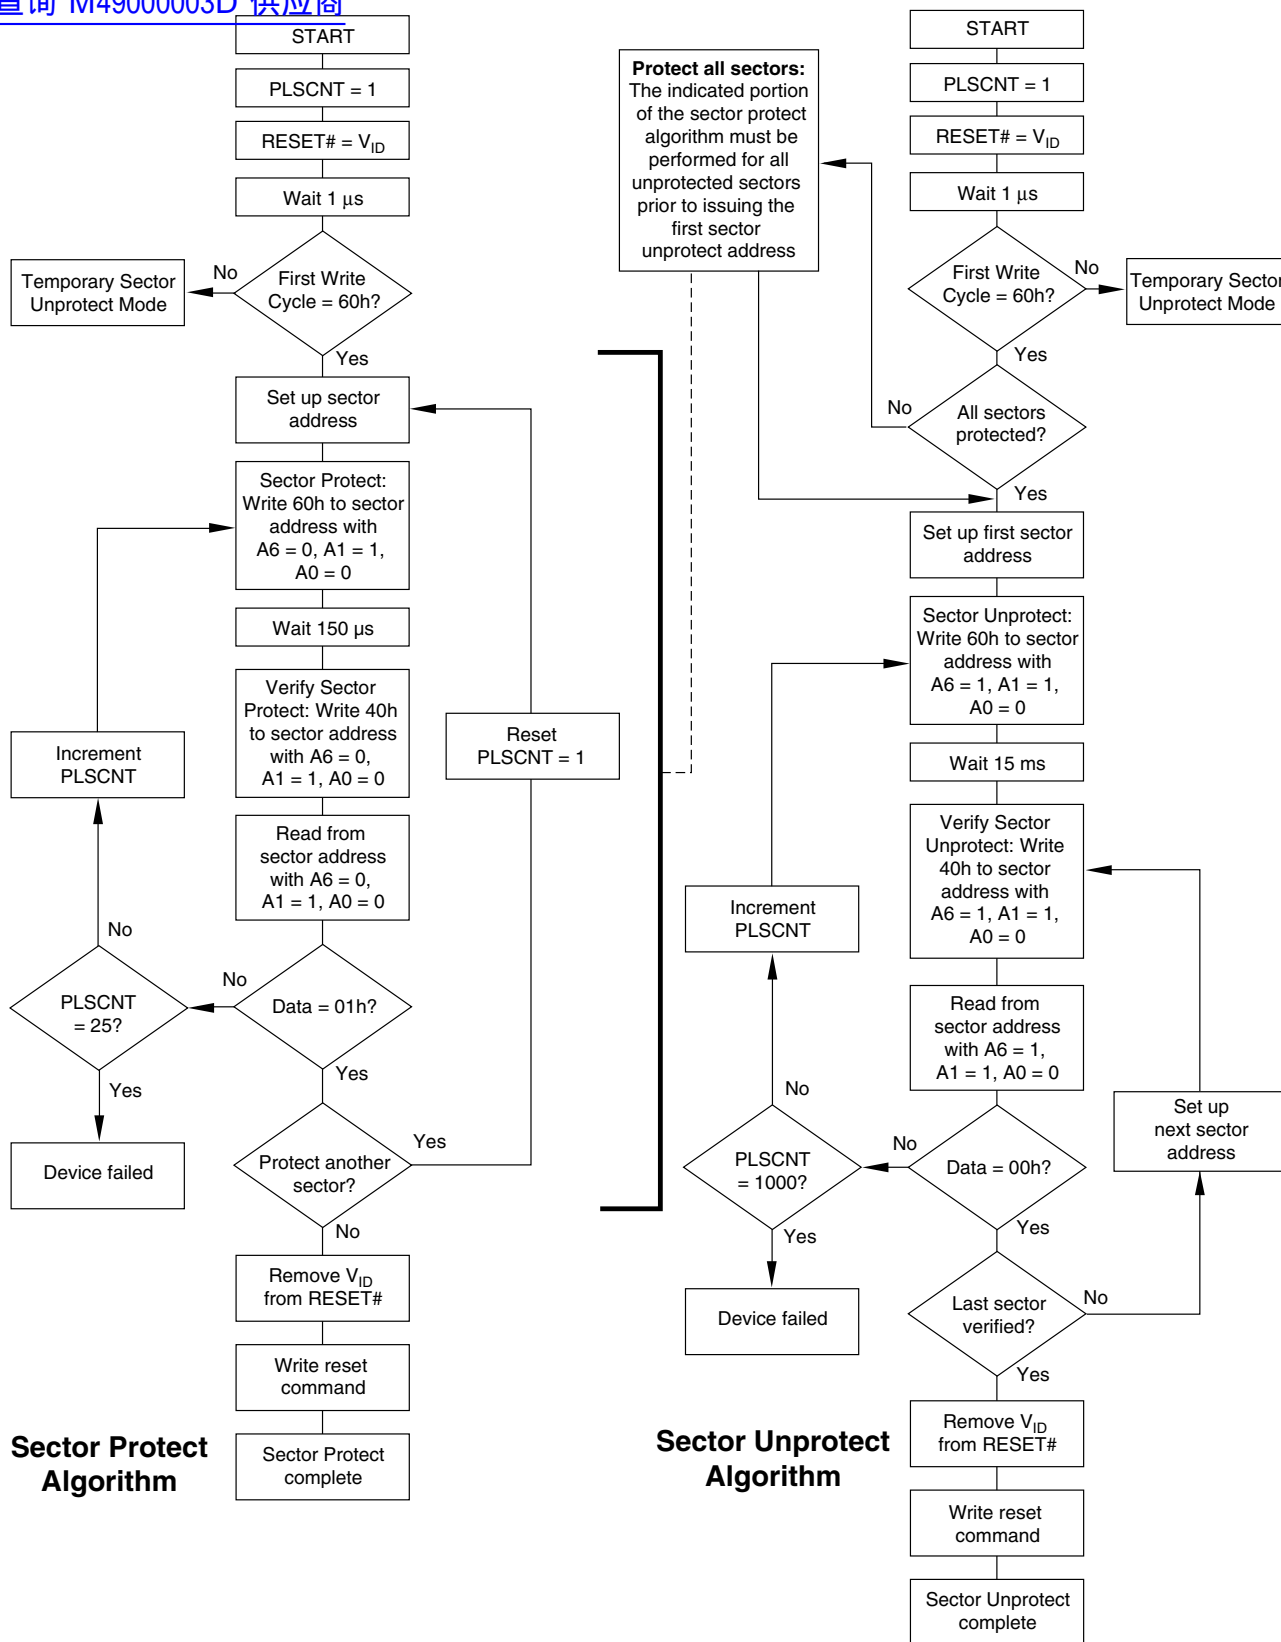 查询"M49000003D"供应商
START
PLSCNT = 1
RESET# = VID
Wait 1 μs
First Write
Cycle = 60h?
No
Temporary Sector
Unprotect Mode
Yes
Set up sector
address
Sector Protect:
Write 60h to sector
address with
A6 = 0, A1 = 1,
A0 = 0
Wait 150 µs
Verify Sector
Protect: Write 40h
to sector address
with A6 = 0,
A1 = 1, A0 = 0
Reset
PLSCNT = 1
Increment
PLSCNT
Read from
sector address
with A6 = 0,
A1 = 1, A0 = 0
No
PLSCNT
= 25?
No
Data = 01h?
Yes
Yes
Device failed
Protect another
sector?
Yes
No
Remove VID
from RESET#
Write reset
command
Sector Protect
complete
Sector Protect
Algorithm
Protect all sectors:
The indicated portion
of the sector protect
algorithm must be
performed for all
unprotected sectors
prior to issuing the
first sector
unprotect address
START
PLSCNT = 1
RESET# = VID
Wait 1 μs
First Write
Cycle = 60h?
No
Temporary Sector
Unprotect Mode
Yes
All sectors
protected?
No
Yes
Set up first sector
address
Sector Unprotect:
Write 60h to sector
address with
A6 = 1, A1 = 1,
A0 = 0
Wait 15 ms
Verify Sector
Unprotect: Write
40h to sector
address with
A6 = 1, A1 = 1,
A0 = 0
Increment
PLSCNT
Read from
sector address
with A6 = 1,
A1 = 1, A0 = 0
No
PLSCNT
= 1000?
No
Data = 00h?
Set up
next sector
address
Yes
Yes
Device failed
Last sector
verified?
No
Yes
Remove VID
from RESET#
Write reset
command
Sector Unprotect
complete
Sector Unprotect
Algorithm